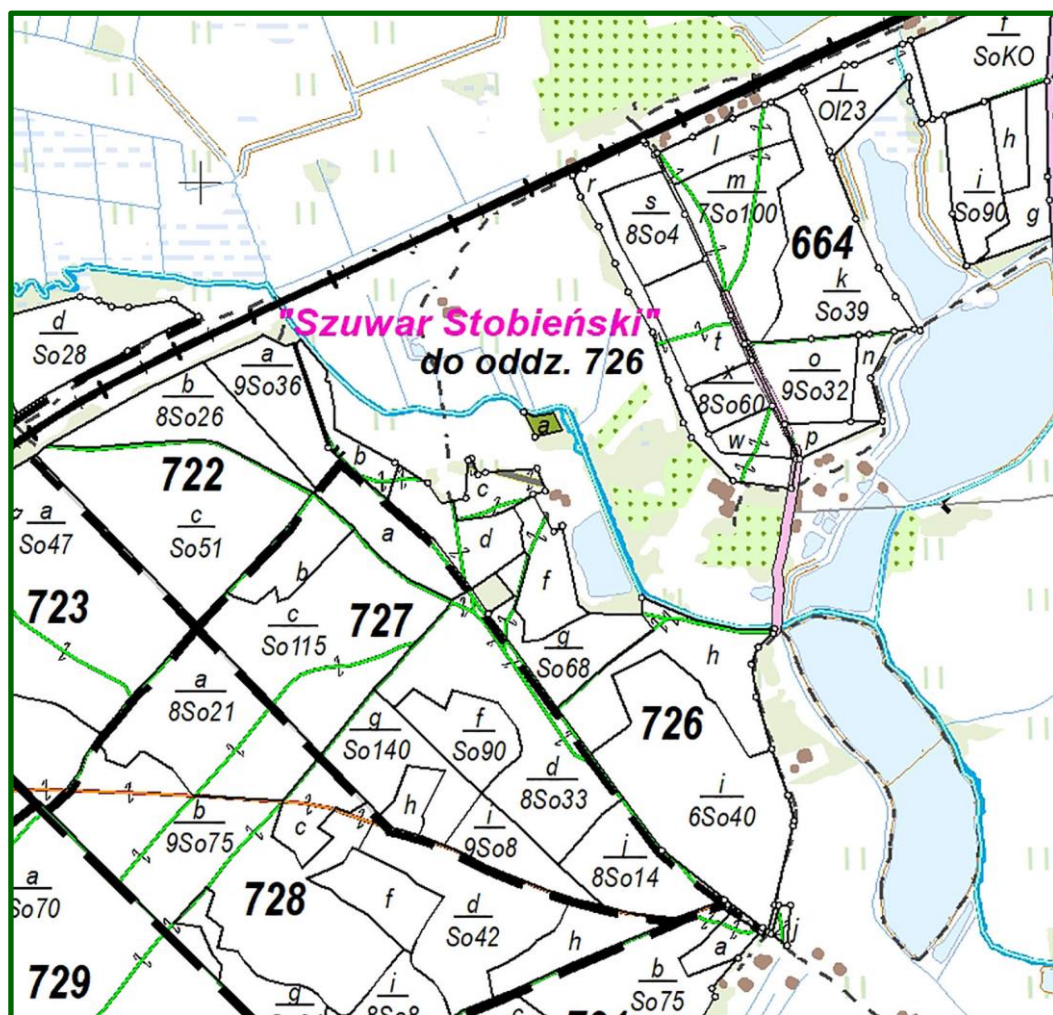 f
SoKO
j
Ol23
h
i
So90
g
l
r
s
8So4
m
7So100
664
k
So39
"Szuwar Stobieński"
do oddz. 726
d
So28
a
9So36
b
8So26
t
o
9So32
n
x
8So60
w
p
a
722
b
c
a
So47
c
So51
a
d
b
f
723
c
So115
727
g
So68
h
a
8So21
726
g
So140
f
So90
d
8So33
i
6So40
b
9So75
c
h
i
9So8
j
8So14
a
So70
728
f
d
So42
h
j
a
729
b
So75
g
i
8So8
c